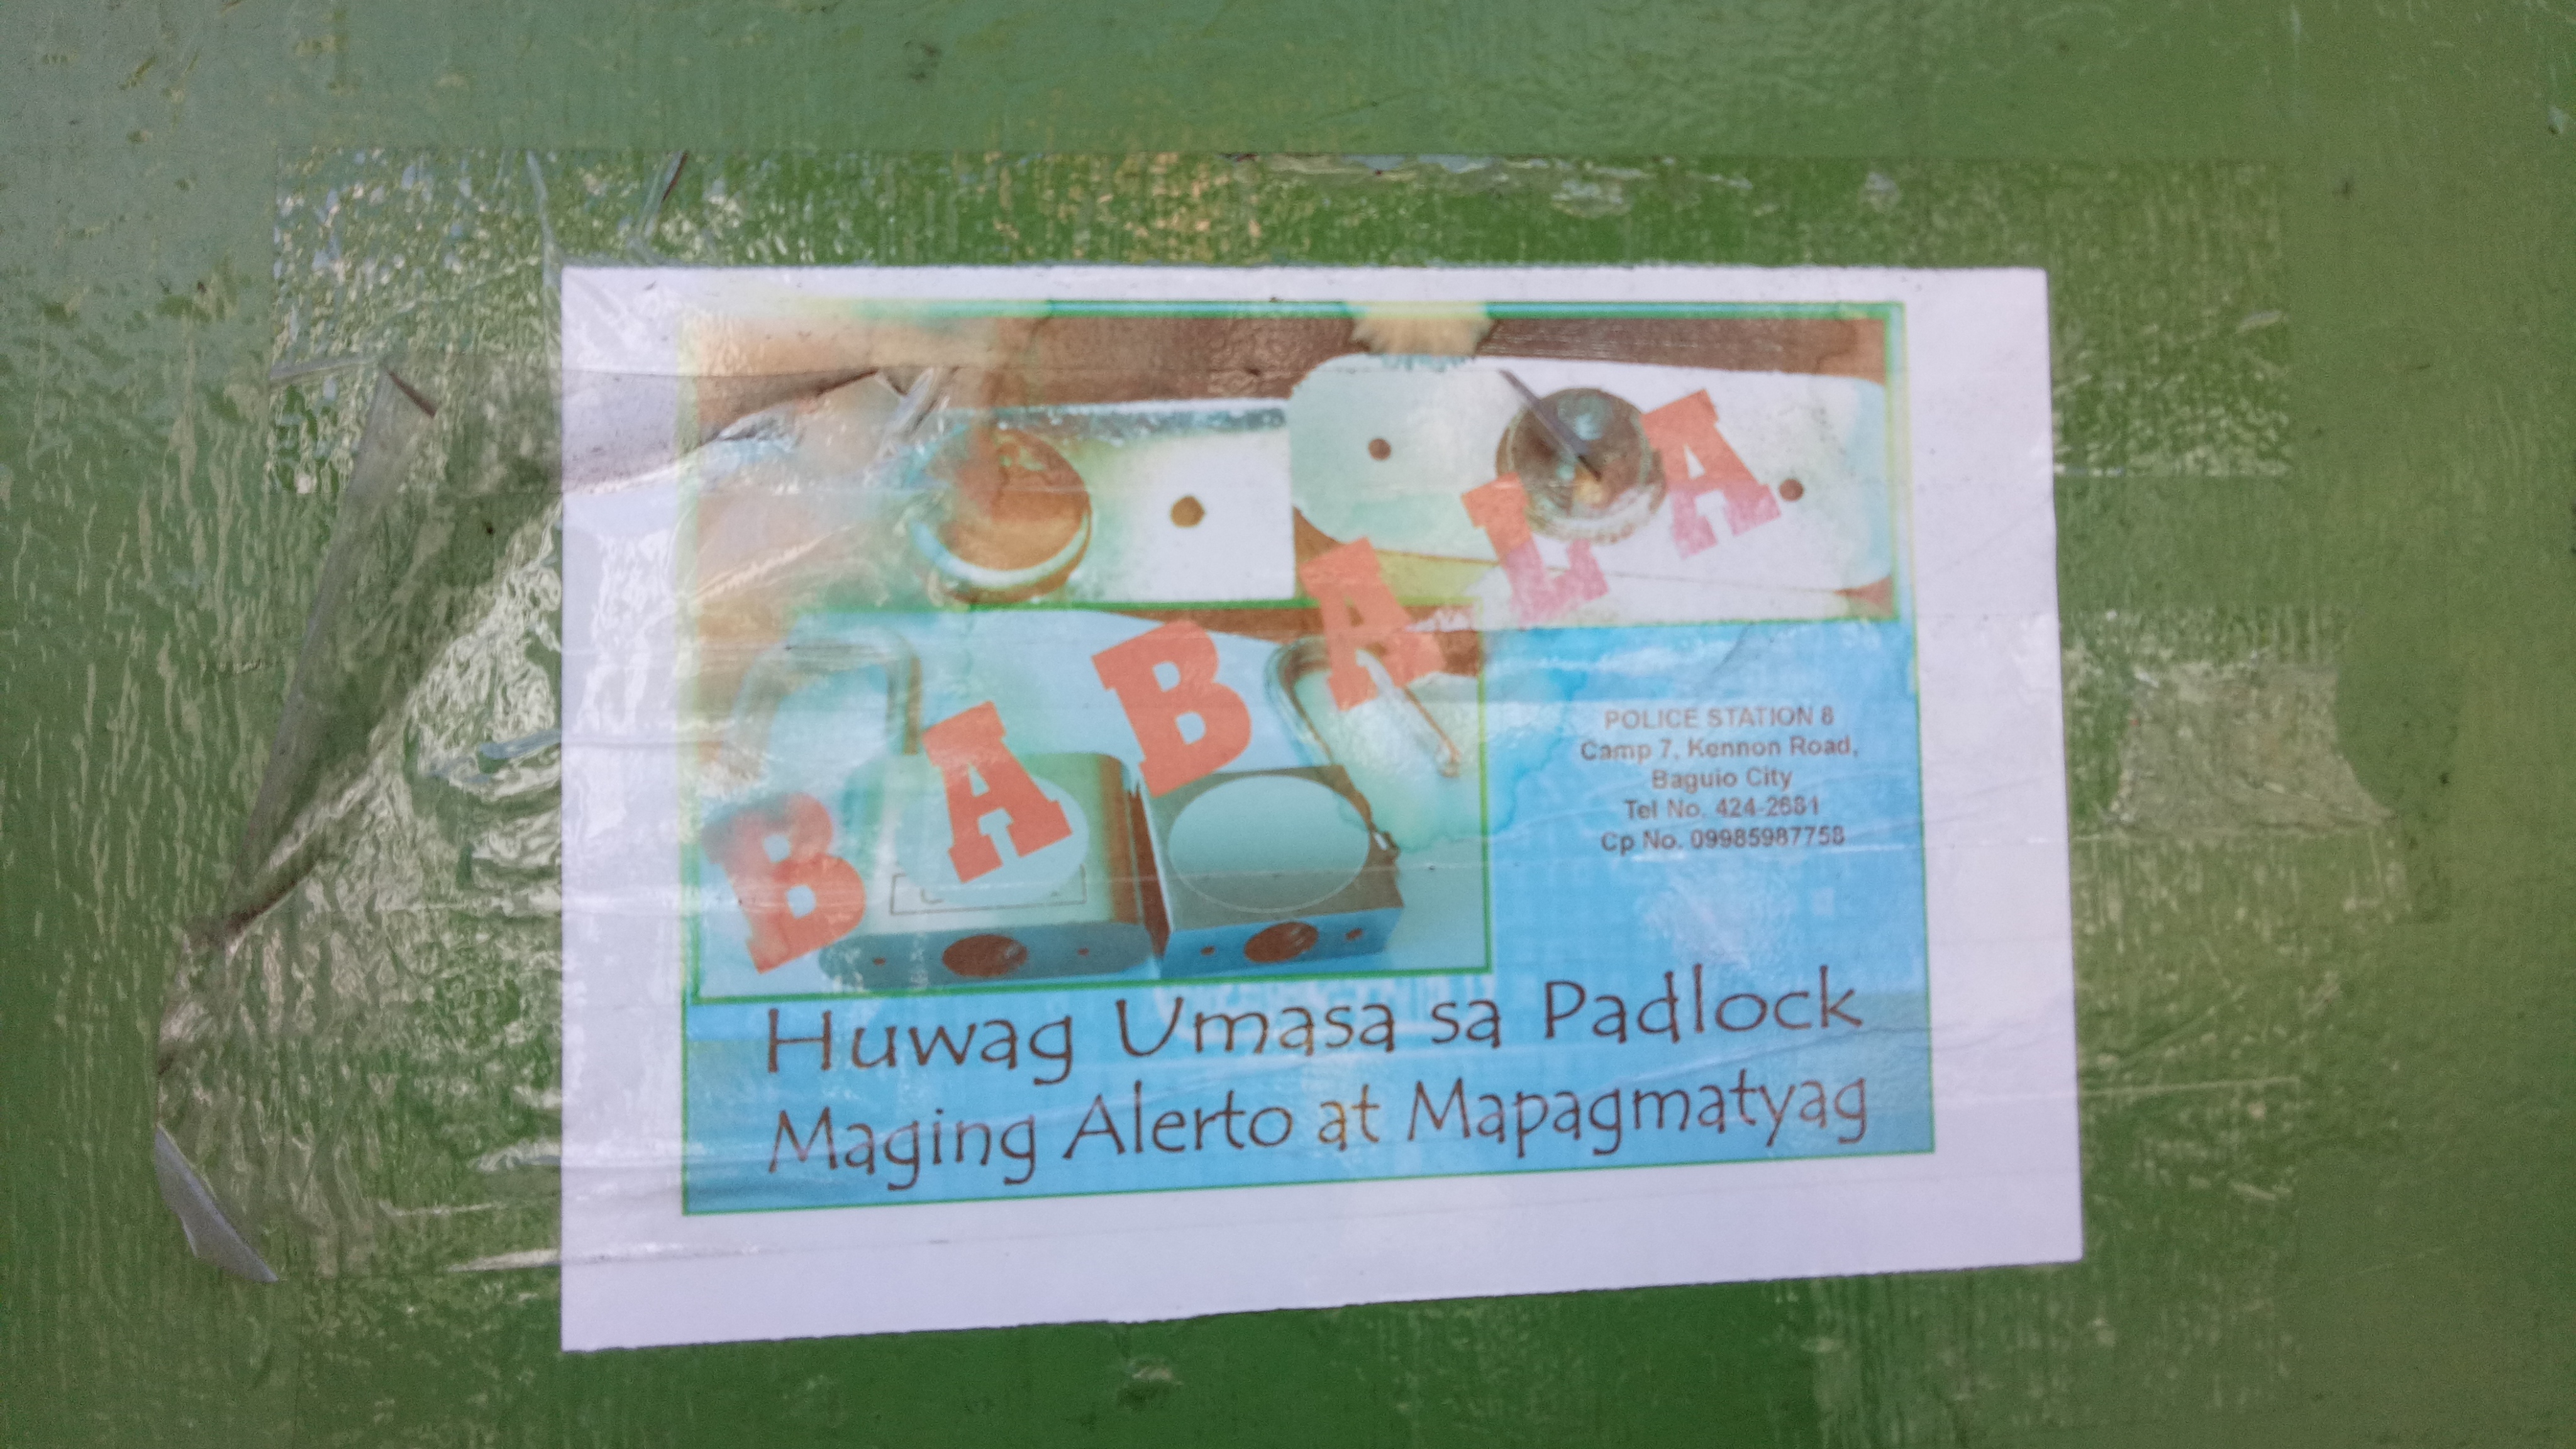 BABALA
POLICE STATION 8
Camp 7, Kennon Road,
Baguio City
Tel No. 424-2681
Cp No. 09985987758
Huwag Umasa sa Padlock
Maging Alerto at Mapagmatyag